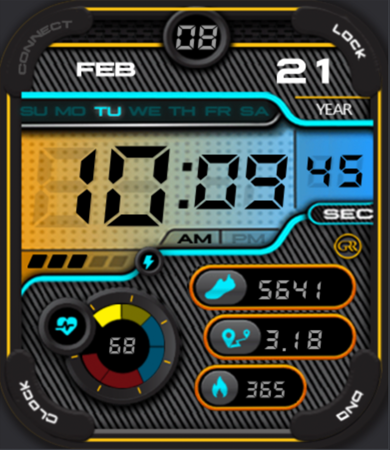 CONNECT
08
LOCK
FEB
21
SU MO TU WE TH FR SA
YEAR
10:09
45
SEC
AM PM
GR
5641
68
3.18
365
CLOCK
DND